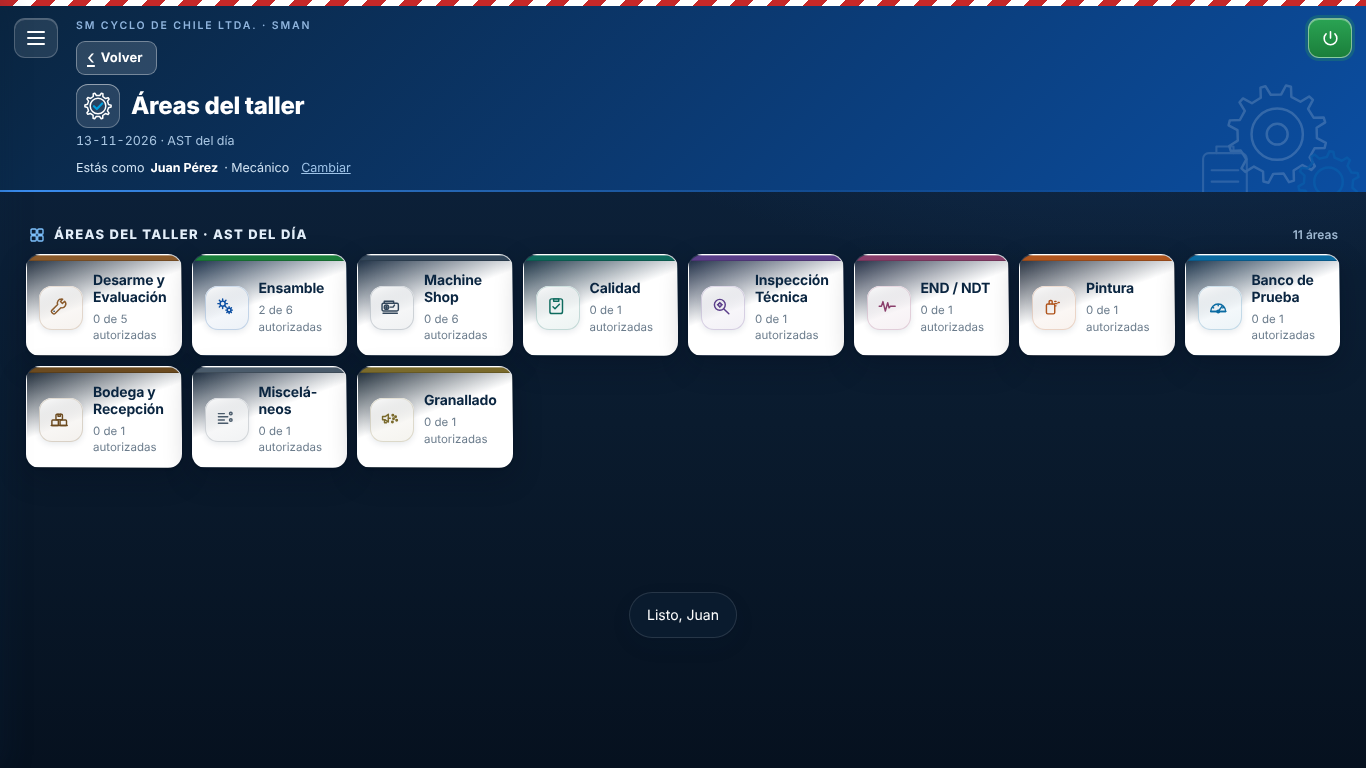 SM CYCLO DE CHILE LTDA. · SMAN
‹ Volver
Áreas del taller
13-11-2026 · AST del día
Estás como Juan Pérez · Mecánico Cambiar
ÁREAS DEL TALLER · AST DEL DÍA
11 áreas
Desarme y
Evaluación
0 de 5
autorizadas
Ensamble
2 de 6
autorizadas
Machine
Shop
0 de 6
autorizadas
Calidad
0 de 1
autorizadas
Inspección
Técnica
0 de 1
autorizadas
END / NDT
0 de 1
autorizadas
Pintura
0 de 1
autorizadas
Banco de
Prueba
0 de 1
autorizadas
Bodega y
Recepción
0 de 1
autorizadas
Miscelá-
neos
0 de 1
autorizadas
Granallado
0 de 1
autorizadas
Listo, Juan